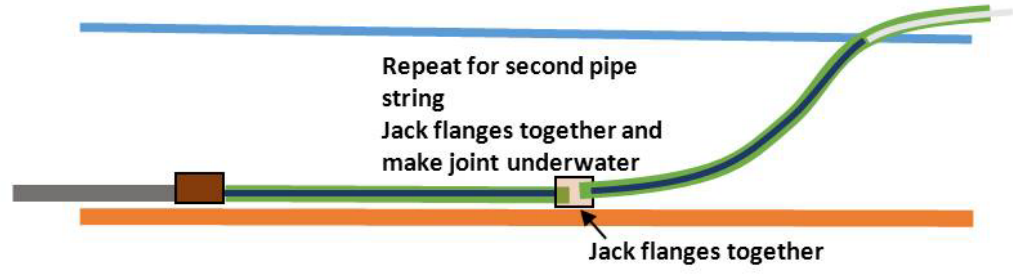 Repeat for second pipe
string
Jack flanges together and
make joint underwater
Jack flanges together